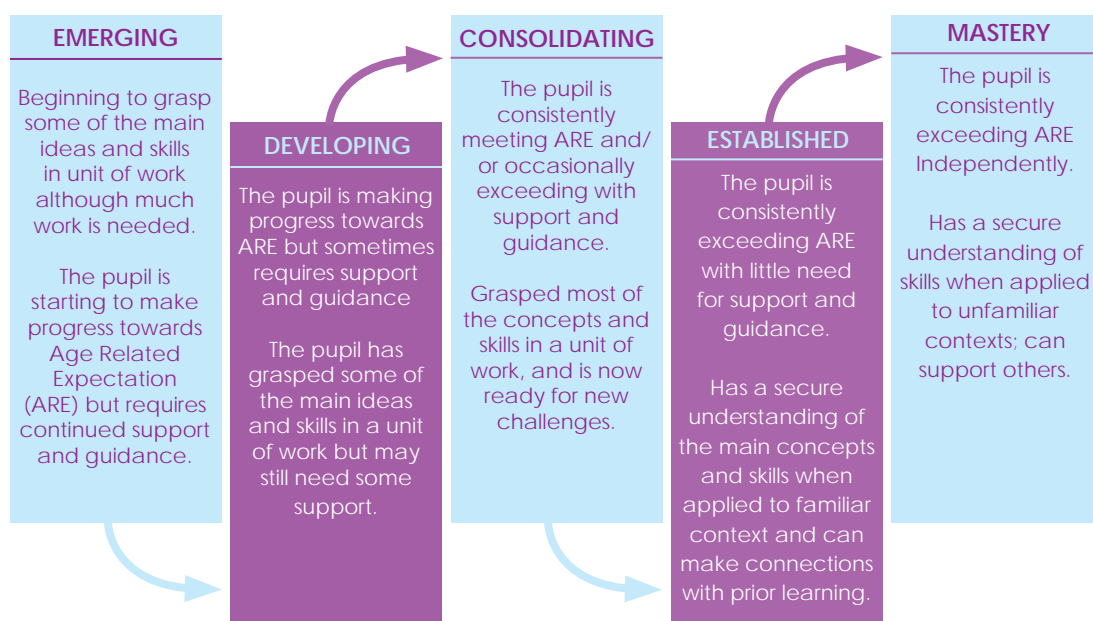 EMERGING
Beginning to grasp
some of the main
ideas and skills
in unit of work
although much
work is needed.
The pupil is
starting to make
progress towards
Age Related
Expectation
(ARE) but requires
continued support
and guidance.
DEVELOPING
The pupil is making
progress towards
ARE but sometimes
requires support
and guidance
The pupil has
grasped some of
the main ideas
and skills in a unit
of work but may
still need some
support.
CONSOLIDATING
The pupil is
consistently
meeting ARE and/
or occasionally
exceeding with
support and
guidance.
Grasped most of
the concepts and
skills in a unit of
work, and is now
ready for new
challenges.
ESTABLISHED
The pupil is
consistently
exceeding ARE
with little need
for support and
guidance.
Has a secure
understanding of
the main concepts
and skills when
applied to familiar
context and can
make connections
with prior learning.
MASTERY
The pupil is
consistently
exceeding ARE
Independently.
Has a secure
understanding of
skills when applied
to unfamiliar
contexts; can
support others.